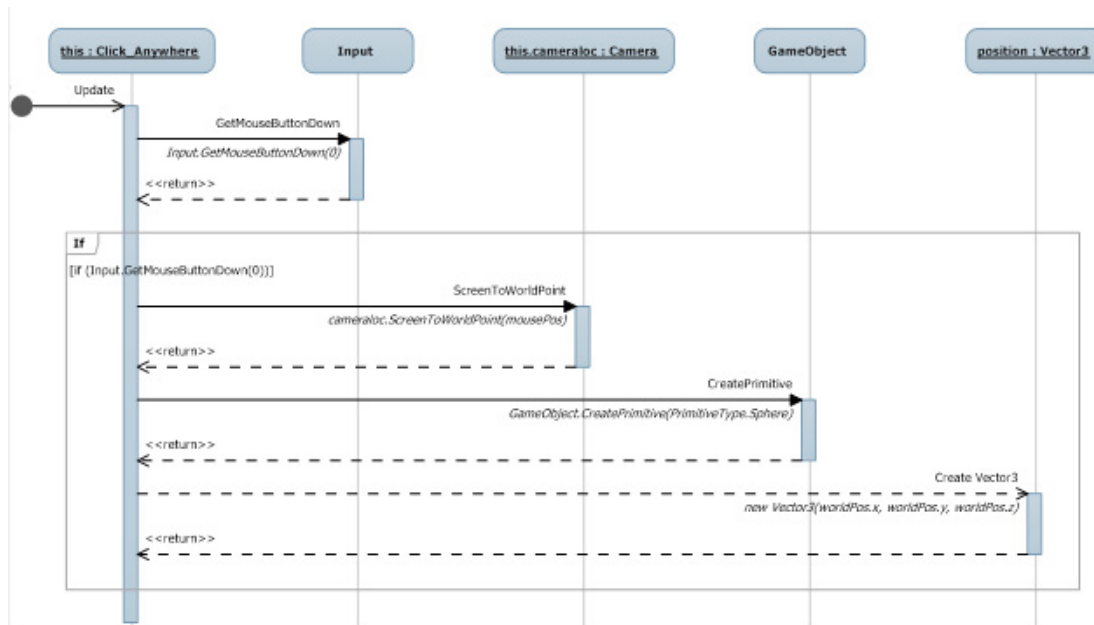 this : Click_Anywhere
Input
this.cameraloc : Camera
GameObject
position : Vector3
Update
GetMouseButtonDown
Input.GetMouseButtonDown(0)
<<return>>
If
[if (Input.GetMouseButtonDown(0))]
ScreenToWorldPoint
cameraloc.ScreenToWorldPoint(mousePos)
<<return>>
CreatePrimitive
GameObject.CreatePrimitive(PrimitiveType.Sphere)
<<return>>
Create Vector3
new Vector3(worldPos.x, worldPos.y, worldPos.z)
<<return>>